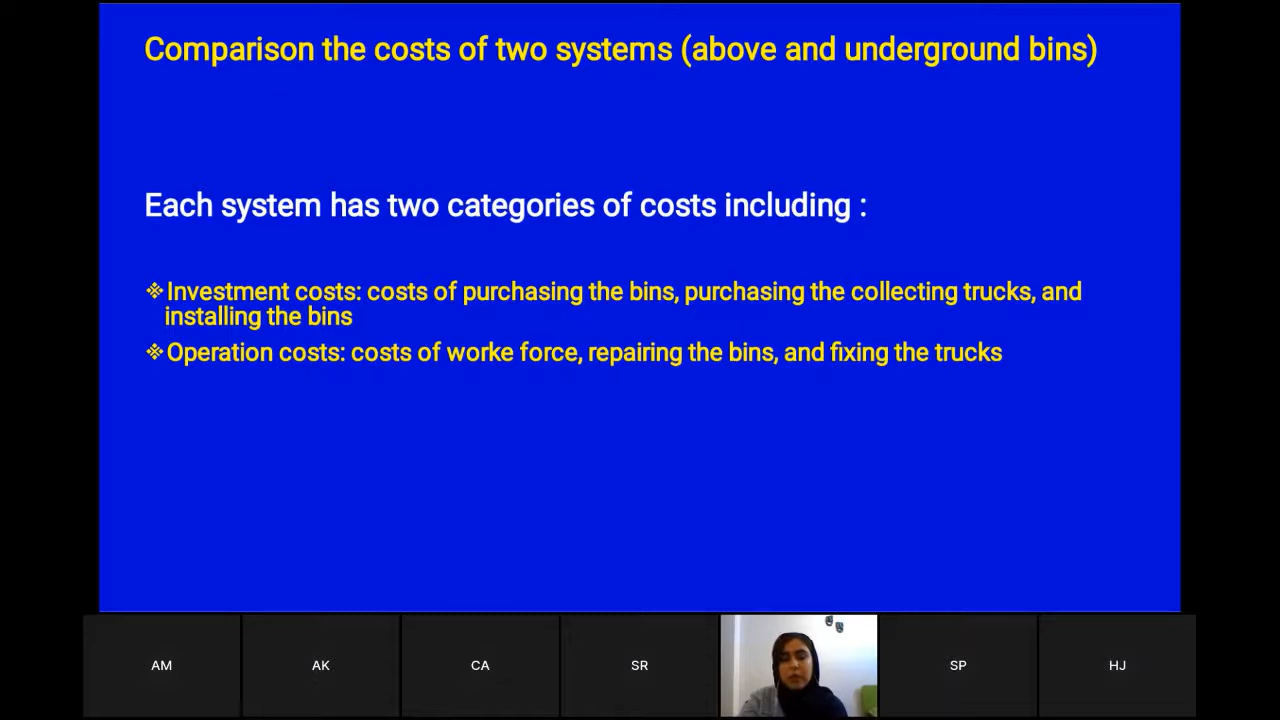 Comparison the costs of two systems (above and underground bins)
Each system has two categories of costs including :
❖Investment costs: costs of purchasing the bins, purchasing the collecting trucks, and
installing the bins
❖Operation costs: costs of worke force, repairing the bins, and fixing the trucks
AM
AK
CA
SR
SP
HJ